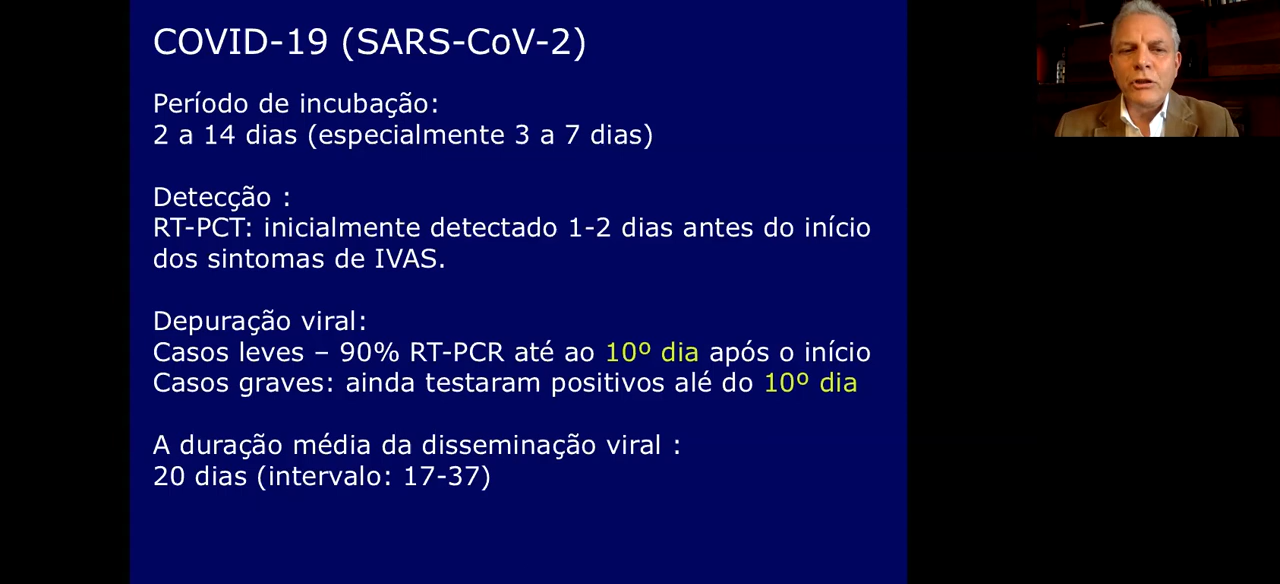 COVID-19 (SARS-CoV-2)
Período de incubação:
2 a 14 dias (especialmente 3 a 7 dias)
Detecção :
RT-PCT: inicialmente detectado 1-2 dias antes do início
dos sintomas de IVAS.
Depuração viral:
Casos leves – 90% RT-PCR até ao 10º dia após o início
Casos graves: ainda testaram positivos alé do 10º dia
A duração média da disseminação viral :
20 dias (intervalo: 17-37)